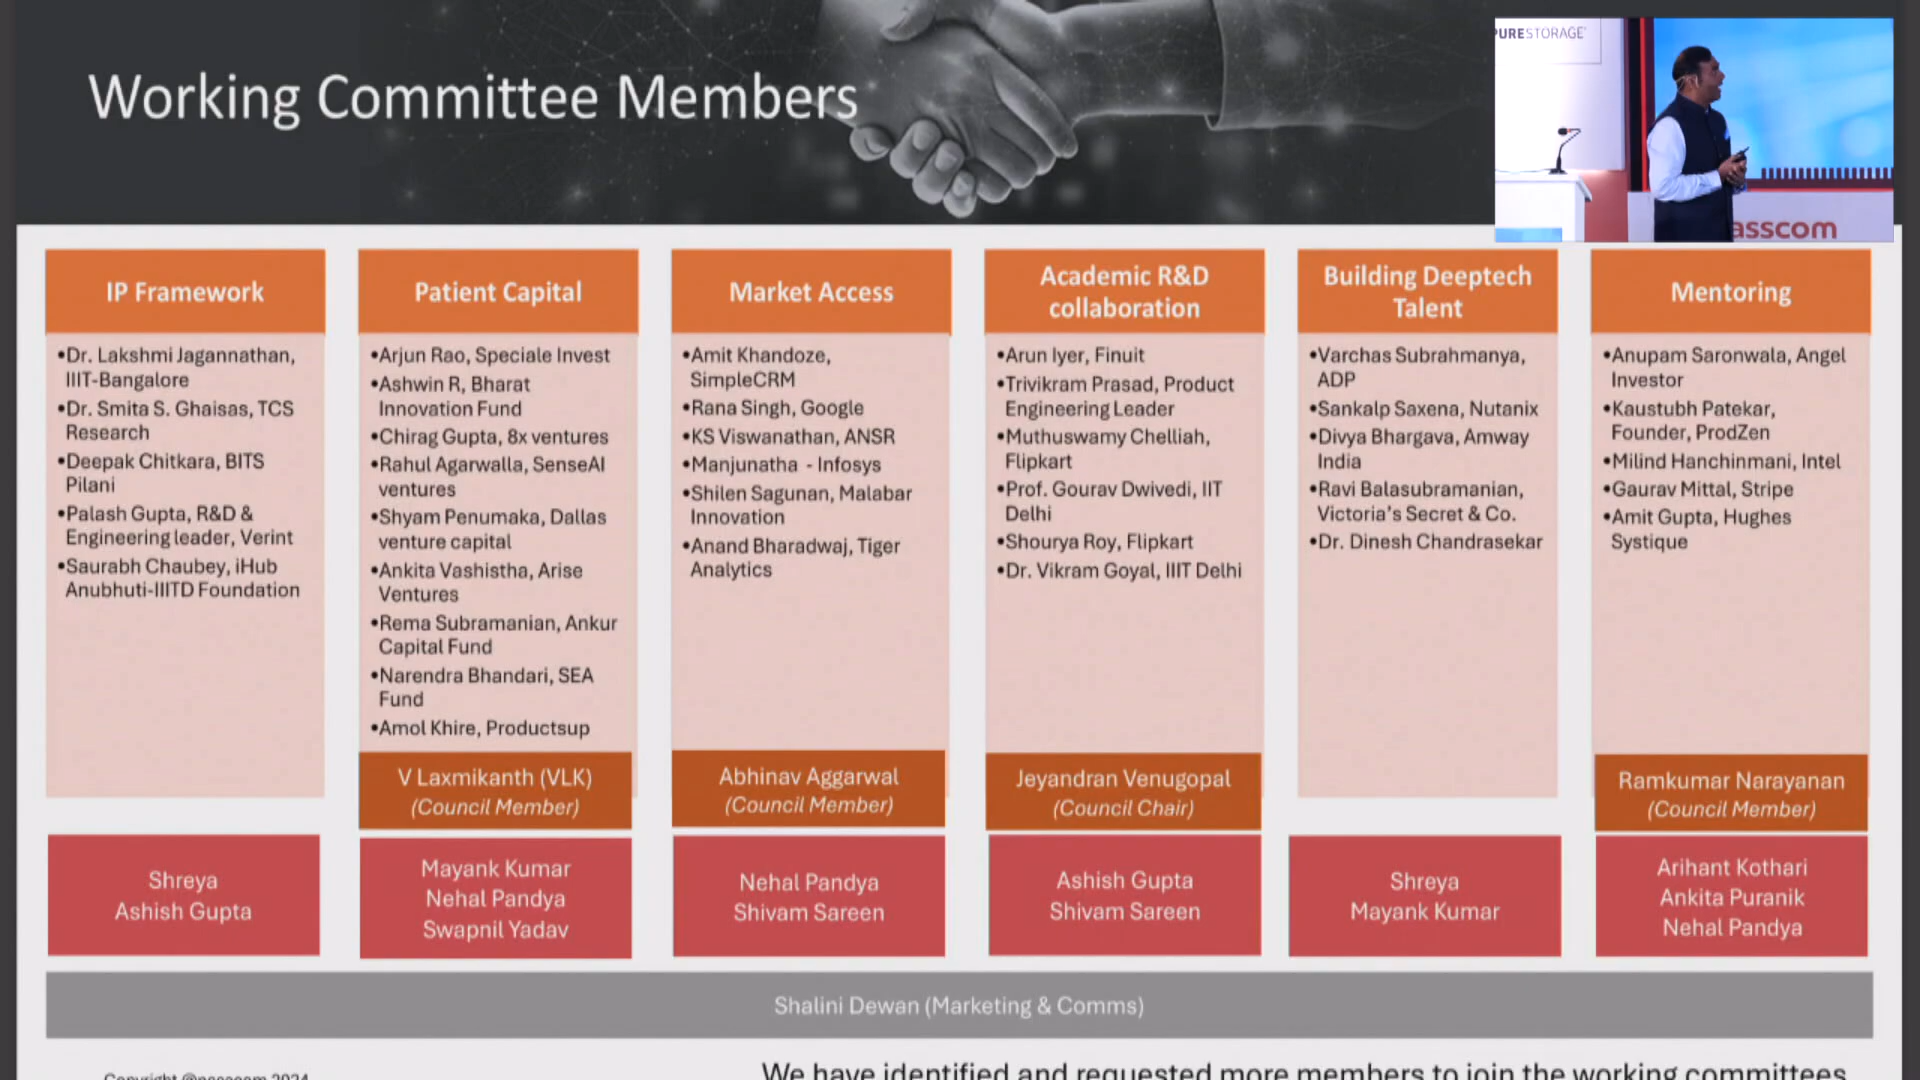 Working Committee Members
PURESTORAGE
asscom
IP Framework
•Dr. Lakshmi Jagannathan,
IIIT-Bangalore
•Dr. Smita S. Ghaisas, TCS
Research
•Deepak Chitkara, BITS
Pilani
•Palash Gupta, R&D &
Engineering leader, Verint
•Saurabh Chaubey, iHub
Anubhuti-IIITD Foundation
Shreya
Ashish Gupta
Patient Capital
•Arjun Rao, Speciale Invest
•Ashwin R, Bharat
Innovation Fund
•Chirag Gupta, 8x ventures
•Rahul Agarwalla, SenseAI
ventures
•Shyam Penumaka, Dallas
venture capital
•Ankita Vashistha, Arise
Ventures
•Rema Subramanian, Ankur
Capital Fund
•Narendra Bhandari, SEA
Fund
•Amol Khire, Productsup
V Laxmikanth (VLK)
(Council Member)
Mayank Kumar
Nehal Pandya
Swapnil Yadav
Market Access
•Amit Khandoze,
SimpleCRM
•Rana Singh, Google
•KS Viswanathan, ANSR
•Manjunatha - Infosys
•Shilen Sagunan, Malabar
Innovation
•Anand Bharadwaj, Tiger
Analytics
Abhinav Aggarwal
(Council Member)
Nehal Pandya
Shivam Sareen
Academic R&D
collaboration
•Arun Iyer, Finuit
•Trivikram Prasad, Product
Engineering Leader
•Muthuswamy Chelliah,
Flipkart
•Prof. Gourav Dwivedi, IIT
Delhi
•Shourya Roy, Flipkart
•Dr. Vikram Goyal, IIIT Delhi
Jeyandran Venugopal
(Council Chair)
Ashish Gupta
Shivam Sareen
Building Deeptech
Talent
•Varchas Subrahmanya,
ADP
•Sankalp Saxena, Nutanix
•Divya Bhargava, Amway
India
•Ravi Balasubramanian,
Victoria's Secret & Co.
•Dr. Dinesh Chandrasekar
Shreya
Mayank Kumar
Mentoring
•Anupam Saronwala, Angel
Investor
•Kaustubh Patekar,
Founder, ProdZen
•Milind Hanchinmani, Intel
•Gaurav Mittal, Stripe
•Amit Gupta, Hughes
Systique
Ramkumar Narayanan
(Council Member)
Arihant Kothari
Ankita Puranik
Nehal Pandya
Shalini Dewan (Marketing & Comms)
Copyright @nasscom 2024
We have identified and requested more members to join the working committees